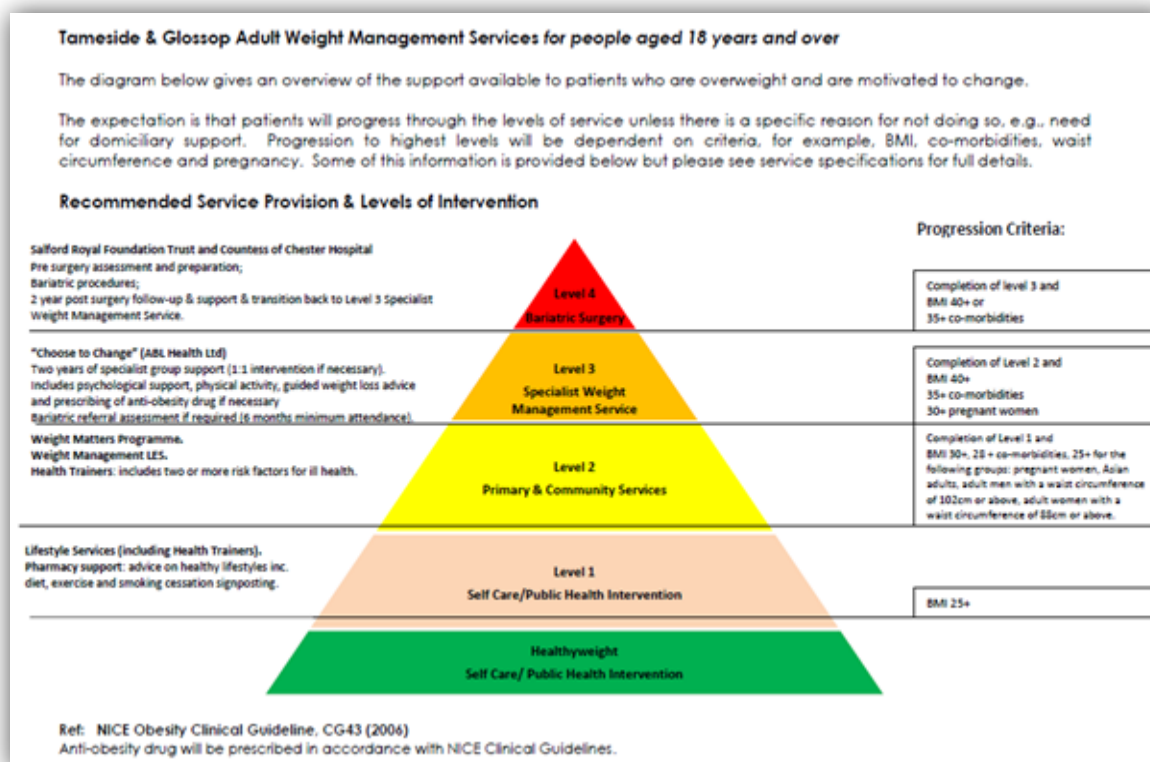 Tameside & Glossop Adult Weight Management Services for people aged 18 years and over
The diagram below gives an overview of the support available to patients who are overweight and are motivated to change.
The expectation is that patients will progress through the levels of service unless there is a specific reason for not doing so, e.g., need
for domiciliary support. Progression to highest levels will be dependent on criteria, for example, BMI, co-morbidities, waist
circumference and pregnancy. Some of this information is provided below but please see service specifications for full details.
Recommended Service Provision & Levels of Intervention
Progression Criteria:
Salford Royal Foundation Trust and Countess of Chester Hospital
Pre surgery assessment and preparation;
Bariatric procedures;
2 year post surgery follow-up & support & transition back to Level 3 Specialist
Weight Management Service.
Level 4
Bariatric Surgery
Completion of level 3 and
BMI 40+ or
35+ co-morbidities
"Choose to Change" (ABL Health Ltd)
Two years of specialist group support (1:1 intervention if necessary).
Includes psychological support, physical activity, guided weight loss advice
and prescribing of anti-obesity drug if necessary
Bariatric referral assessment if required (6 months minimum attendance).
Level 3
Specialist Weight
Management Service
Completion of Level 2 and
BMI 40+
35+ co-morbidities
30+ pregnant women
Weight Matters Programme.
Weight Management LES.
Health Trainers: includes two or more risk factors for ill health.
Level 2
Primary & Community Services
Completion of Level 1 and
BMI 30+, 28 + co-morbidities, 25+ for the
following groups: pregnant women, Asian
adults, adult men with a waist circumference
of 102cm or above, adult women with a
waist circumference of 88cm or above.
Lifestyle Services (including Health Trainers).
Pharmacy support: advice on healthy lifestyles inc.
diet, exercise and smoking cessation signposting.
Level 1
Self Care/Public Health Intervention
BMI 25+
Healthyweight
Self Care/ Public Health Intervention
Ref: NICE Obesity Clinical Guideline, CG43 (2006)
Anti-obesity drug will be prescribed in accordance with NICE Clinical Guidelines.